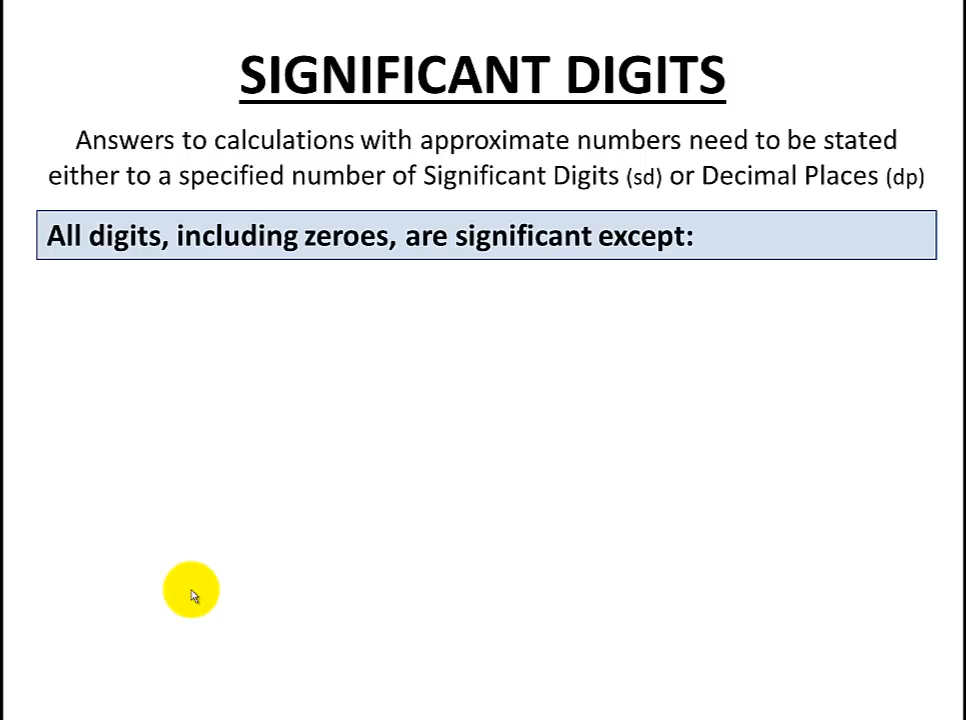 SIGNIFICANT DIGITS
Answers to calculations with approximate numbers need to be stated
either to a specified number of Significant Digits (sd) or Decimal Places (dp)
All digits, including zeroes, are significant except: